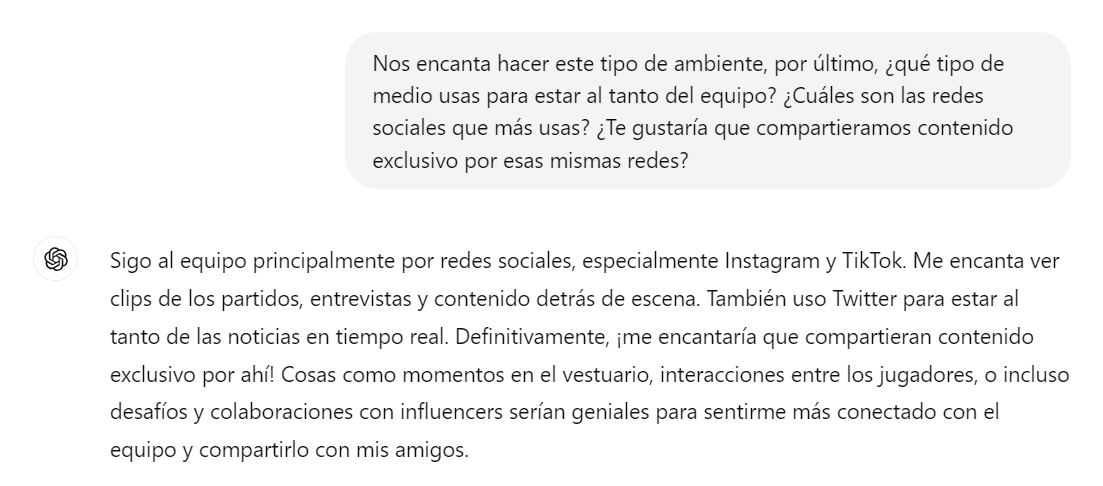 Nos encanta hacer este tipo de ambiente, por último, ¿qué tipo de
medio usas para estar al tanto del equipo? ¿Cuáles son las redes
sociales que más usas? ¿Te gustaría que compartieramos contenido
exclusivo por esas mismas redes?
Sigo al equipo principalmente por redes sociales, especialmente Instagram y TikTok. Me encanta ver
clips de los partidos, entrevistas y contenido detrás de escena. También uso Twitter para estar al
tanto de las noticias en tiempo real. Definitivamente, ¡me encantaría que compartieran contenido
exclusivo por ahí! Cosas como momentos en el vestuario, interacciones entre los jugadores, o incluso
desafíos y colaboraciones con influencers serían geniales para sentirme más conectado con el
equipo y compartirlo con mis amigos.